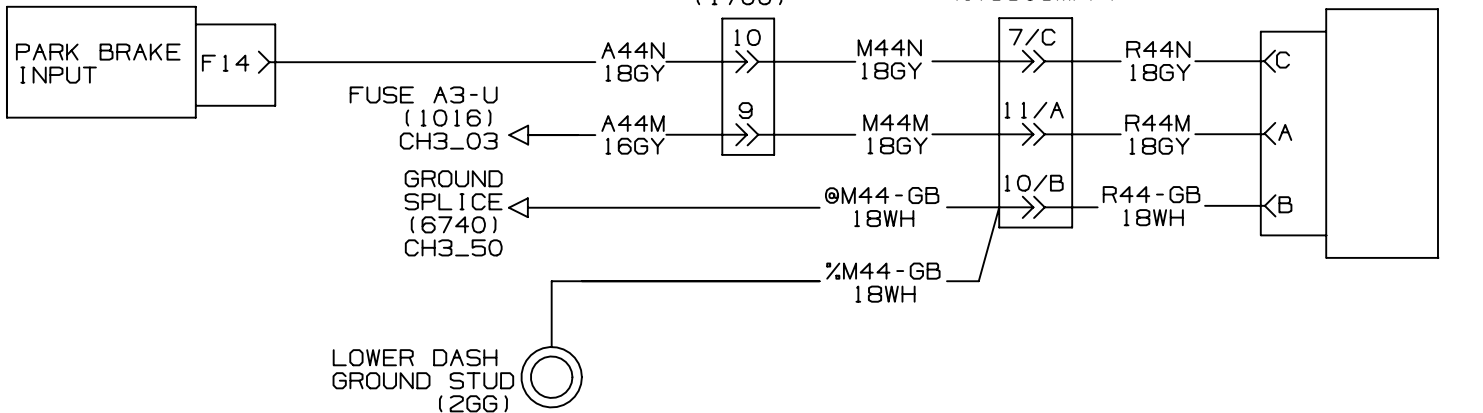 PARK BRAKE
INPUT
F14
A44N
18GY
10
M44N
18GY
7/C
R44N
18GY
C
FUSE A3-U
(1016)
CH3_03
A44M
16GY
9
M44M
18GY
11/A
R44M
18GY
A
GROUND
SPLICE
(6740)
CH3_50
@M44-GB
18WH
10/B
R44-GB
18WH
B
%M44-GB
18WH
LOWER DASH
GROUND STUD
(2GG)